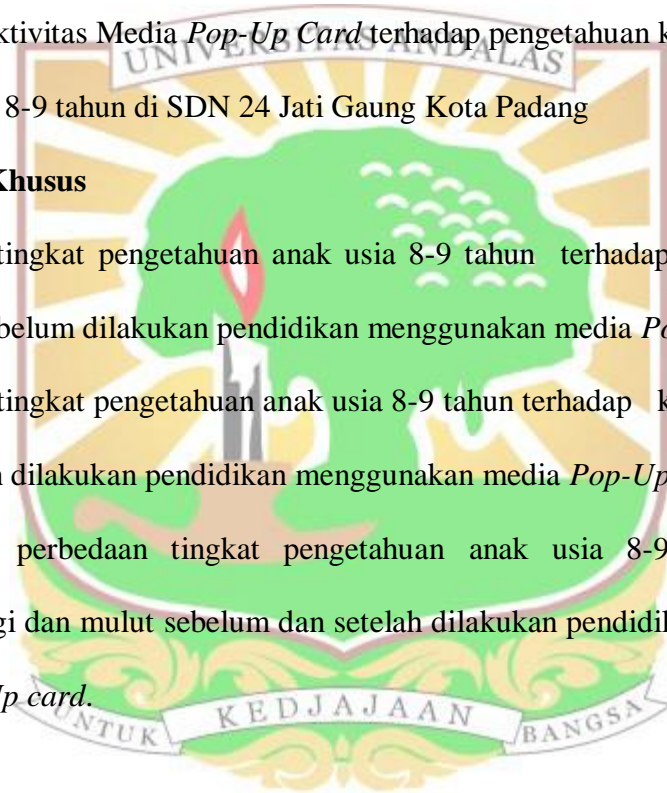 ktivitas Media Pop-Up Card terhadap pengetahuan k
UNIVERSITAS ANDALAS
8-9 tahun di SDN 24 Jati Gaung Kota Padang
Khusus
tingkat pengetahuan anak usia 8-9 tahun terhadap
belum dilakukan pendidikan menggunakan media Po
tingkat pengetahuan anak usia 8-9 tahun terhadap k
dilakukan pendidikan menggunakan media Pop-Up
perbedaan tingkat pengetahuan anak usia 8-9
gi dan mulut sebelum dan setelah dilakukan pendidik
Up card.
UNTUK KEDJAJAAN BANGSA